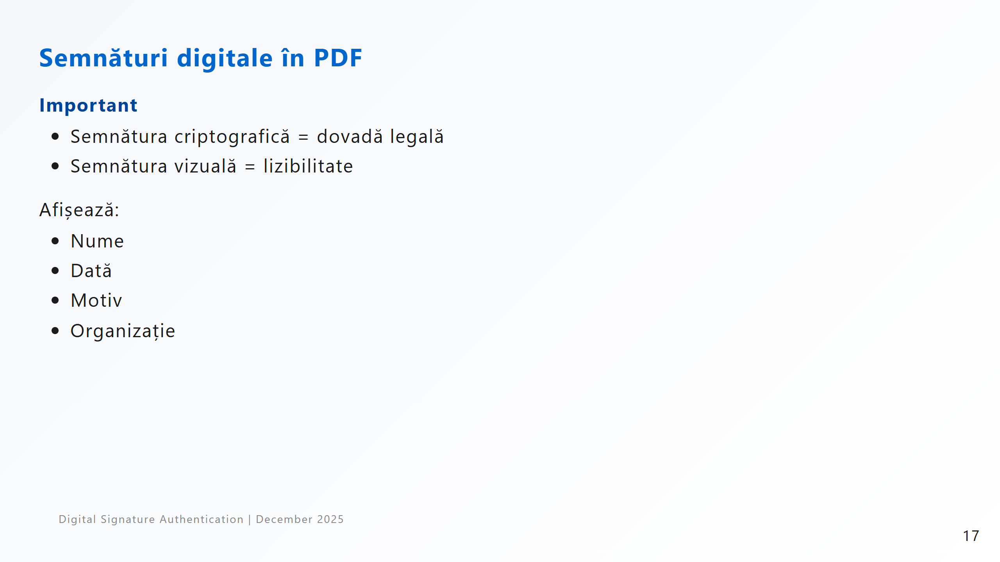 Semnături digitale în PDF
Important
• Semnătura criptografică = dovadă legală
• Semnătura vizuală = lizibilitate
Afișează:
• Nume
• Dată
• Motiv
• Organizație
Digital Signature Authentication | December 2025
17